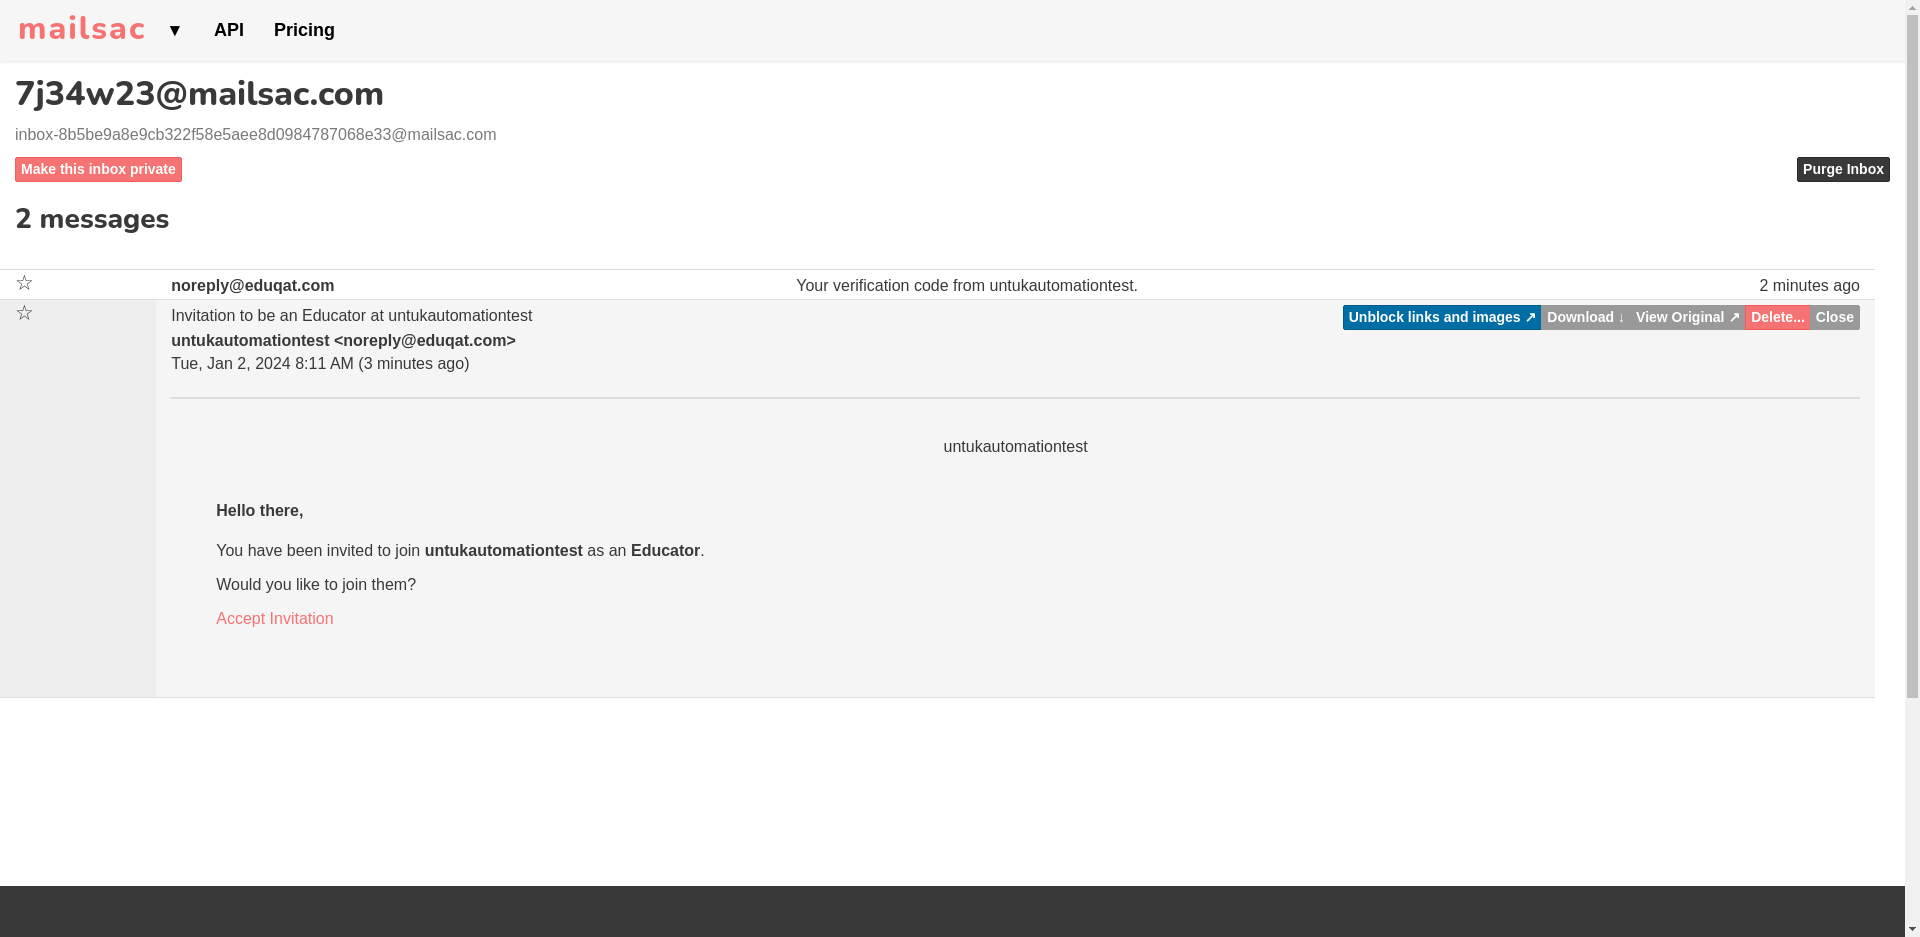 mailsac ▼ API Pricing
7j34w23@mailsac.com
inbox-8b5be9a8e9cb322f58e5aee8d0984787068e33@mailsac.com
Make this inbox private Purge Inbox
2 messages
☆ noreply@eduqat.com Your verification code from untukautomationtest. 2 minutes ago
☆ Invitation to be an Educator at untukautomationtest Unblock links and images ↗ Download ↓ View Original ↗ Delete... Close
untukautomationtest <noreply@eduqat.com>
Tue, Jan 2, 2024 8:11 AM (3 minutes ago)
untukautomationtest
Hello there,
You have been invited to join untukautomationtest as an Educator.
Would you like to join them?
Accept Invitation